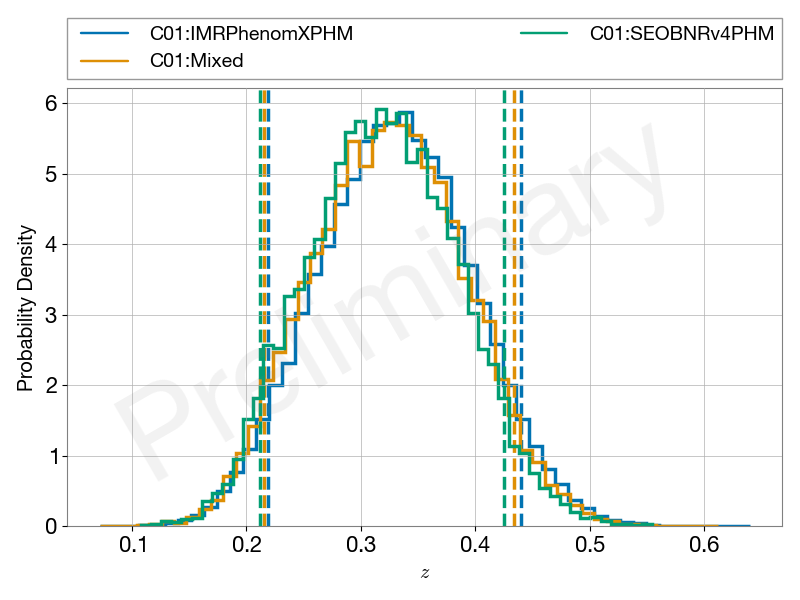 C01:IMRPhenomXPHM
C01:SEOBNRv4PHM
C01:Mixed
6
5
4
3
2
1
0
Probability Density
Preliminary
0.1 0.2 0.3 0.4 0.5 0.6
z